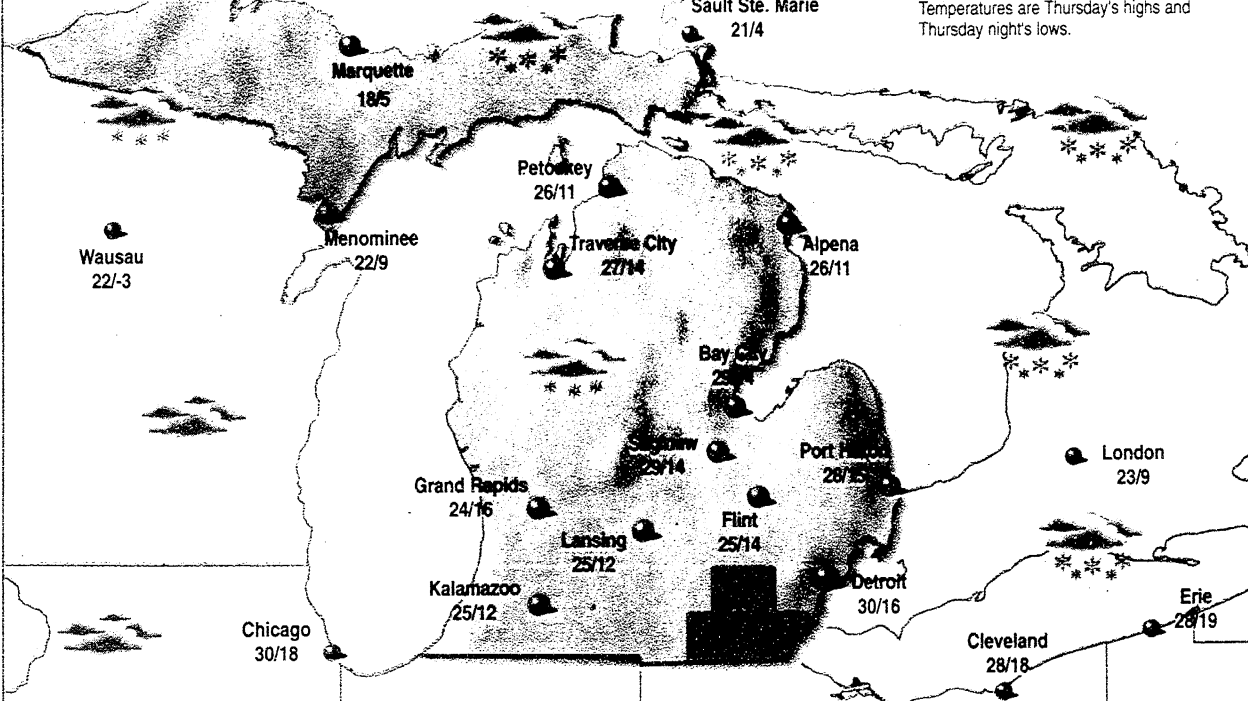 Sault Ste. Marie
21/4
Temperatures are Thursday's highs and
Thursday night's lows.
Marquette
18/5
Petoskey
26/11
Menominee
22/9
Wausau
22/-3
Traverse City
27/14
Alpena
26/11
Bay City
Saginaw
29/14
Port Huron
Grand Rapids
24/16
London
23/9
Flint
25/14
Lansing
25/12
Detroit
30/16
Kalamazoo
25/12
Erie
28/19
Chicago
30/18
Cleveland
28/18